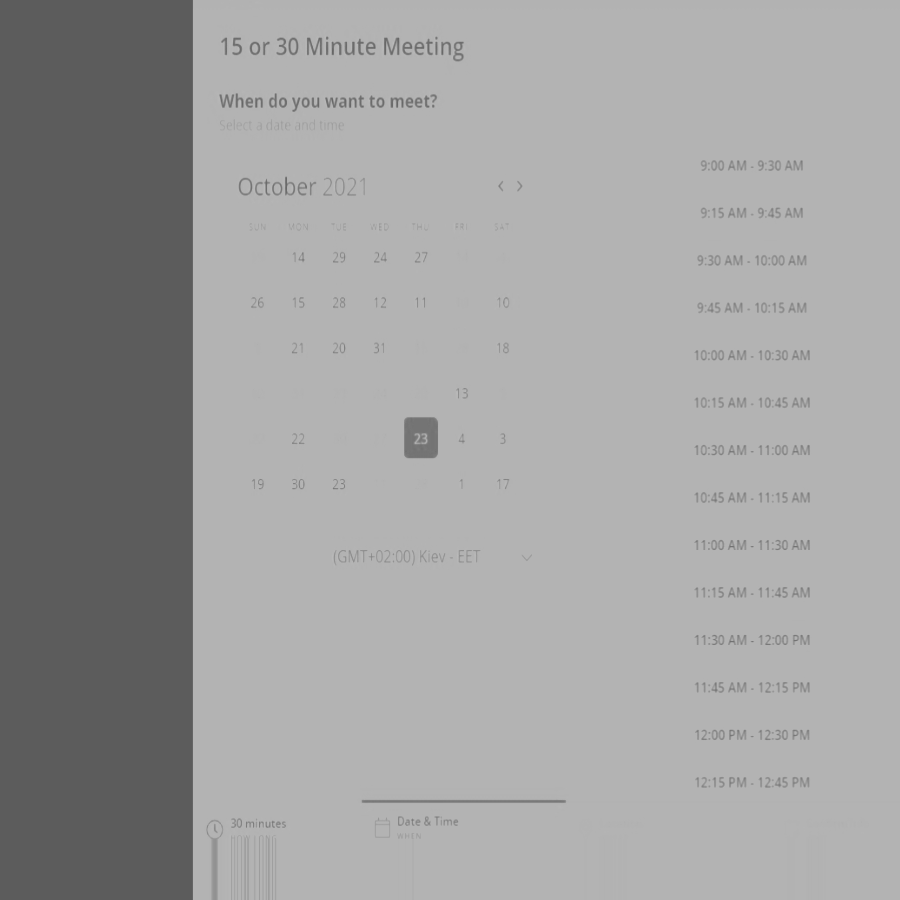 15 or 30 Minute Meeting
When do you want to meet?
Select a date and time
October 2021
SUN MON TUE WED THU FRI SAT
14 29 24 27
26 15 28 12 11 10
21 20 31 18
13
22 23 4 3
19 30 23 1 17
(GMT+02:00) Kiev - EET
9:00 AM - 9:30 AM
9:15 AM - 9:45 AM
9:30 AM - 10:00 AM
9:45 AM - 10:15 AM
10:00 AM - 10:30 AM
10:15 AM - 10:45 AM
10:30 AM - 11:00 AM
10:45 AM - 11:15 AM
11:00 AM - 11:30 AM
11:15 AM - 11:45 AM
11:30 AM - 12:00 PM
11:45 AM - 12:15 PM
12:00 PM - 12:30 PM
12:15 PM - 12:45 PM
30 minutes
Date & Time
WHEN